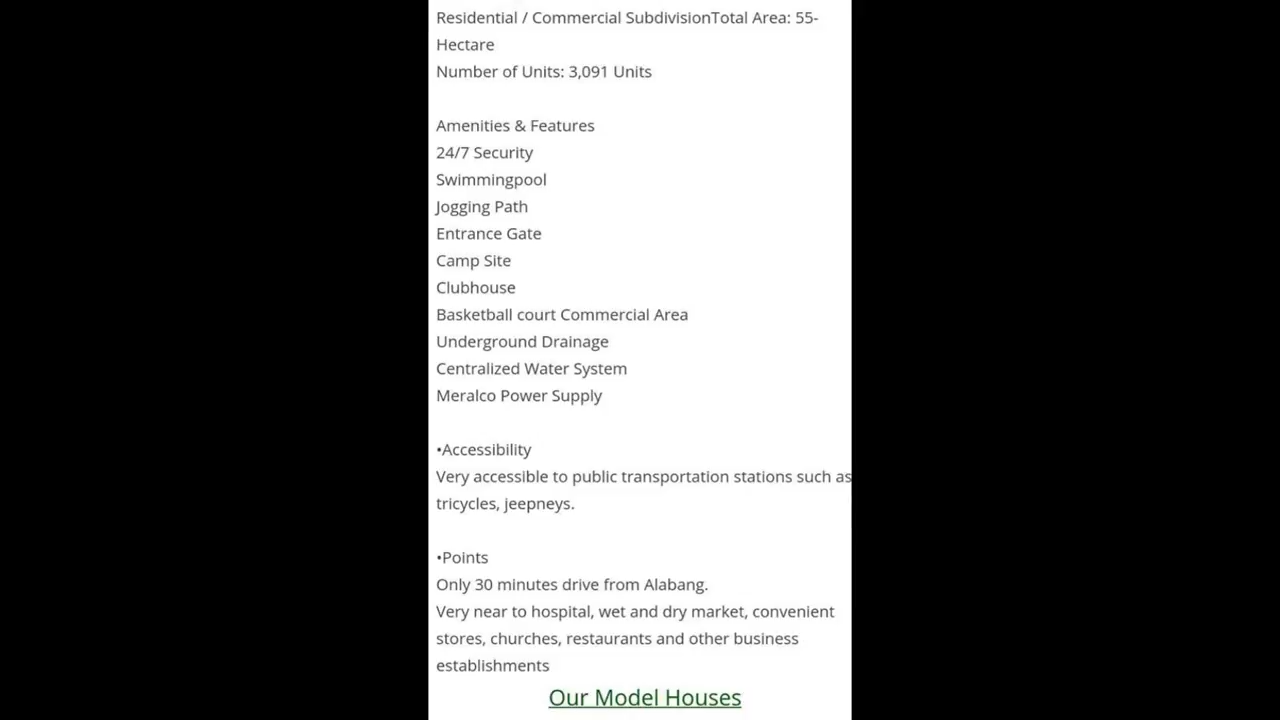 Residential / Commercial SubdivisionTotal Area: 55-
Hectare
Number of Units: 3,091 Units
Amenities & Features
24/7 Security
Swimmingpool
Jogging Path
Entrance Gate
Camp Site
Clubhouse
Basketball court Commercial Area
Underground Drainage
Centralized Water System
Meralco Power Supply
•Accessibility
Very accessible to public transportation stations such as
tricycles, jeepneys.
•Points
Only 30 minutes drive from Alabang.
Very near to hospital, wet and dry market, convenient
stores, churches, restaurants and other business
establishments
Our Model Houses